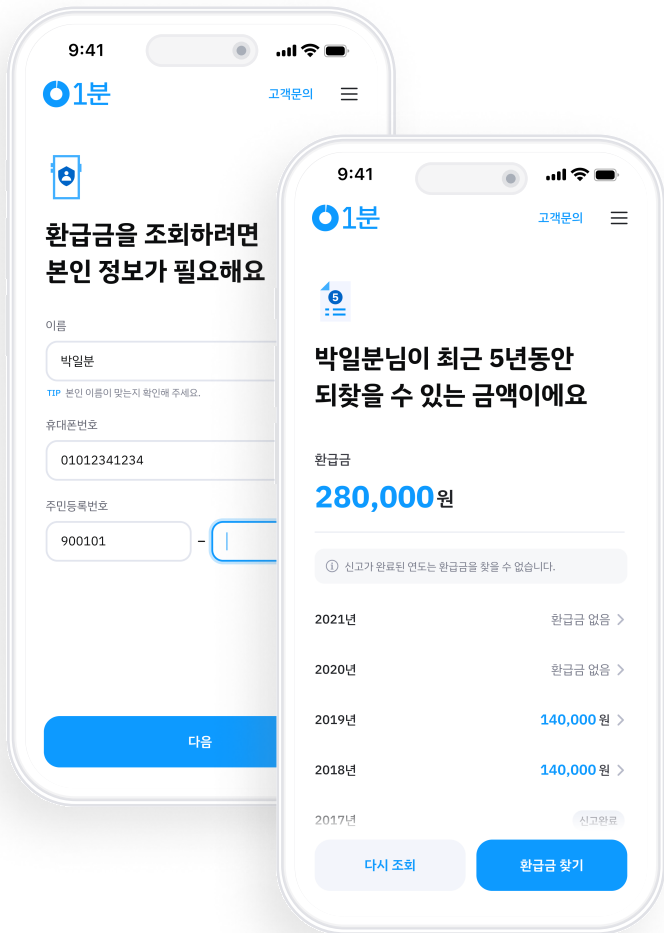 9:41
1분
고객문의
환급금을 조회하려면
본인 정보가 필요해요
이름
박일분
TIP 본인 이름이 맞는지 확인해 주세요.
휴대폰번호
01012341234
주민등록번호
900101 –
다음
9:41
1분
고객문의
5
박일분님이 최근 5년동안
되찾을 수 있는 금액이에요
환급금
280,000원
신고가 완료된 연도는 환급금을 찾을 수 없습니다.
2021년 환급금 없음
2020년 환급금 없음
2019년 140,000 원
2018년 140,000 원
2017년 신고완료
다시 조회 환급금 찾기